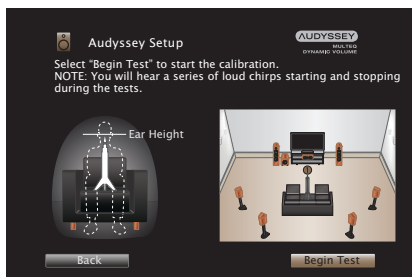 Audyssey Setup
AUDYSSEY
MULTEQ
DYNAMIC VOLUME
Select "Begin Test" to start the calibration.
NOTE: You will hear a series of loud chirps starting and stopping
during the tests.
Ear Height
Back
Begin Test